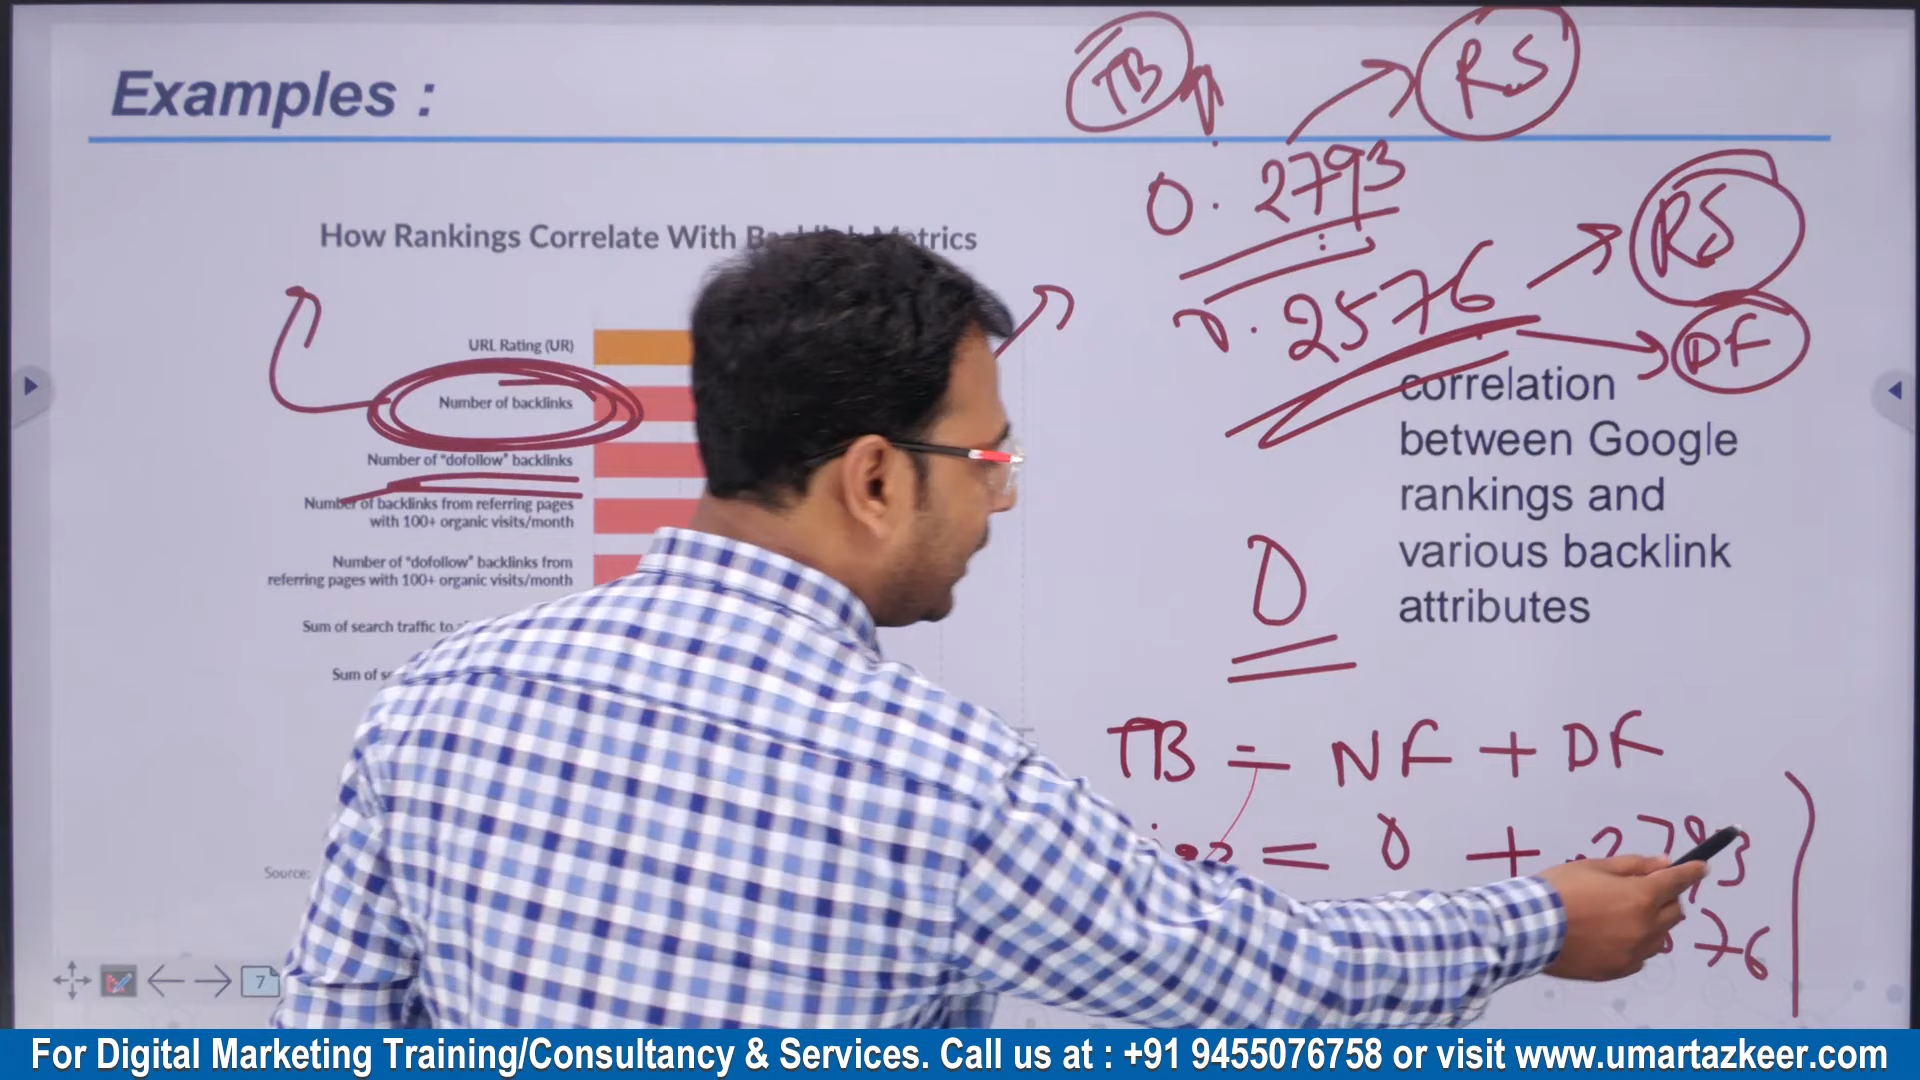 Examples :
TB
RS
0.2793
RS
0.2576
DF
How Rankings Correlate With Backlink Metrics
URL Rating (UR)
Number of backlinks
Number of "dofollow" backlinks
Number of backlinks from referring pages
with 100+ organic visits/month
Number of "dofollow" backlinks from
referring pages with 100+ organic visits/month
Sum of search traffic to
Sum of
Source:
correlation
between Google
rankings and
various backlink
attributes
D
TB = NF + DF
= 0 + .2793
76
7
For Digital Marketing Training/Consultancy & Services. Call us at : +91 9455076758 or visit www.umartazkeer.com